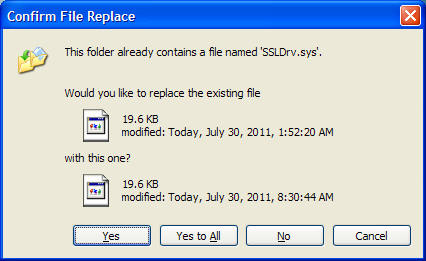 Confirm File Replace
This folder already contains a file named 'SSLDrv.sys'.
Would you like to replace the existing file
19.6 KB
modified: Today, July 30, 2011, 1:52:20 AM
with this one?
19.6 KB
modified: Today, July 30, 2011, 8:30:44 AM
Yes
Yes to All
No
Cancel